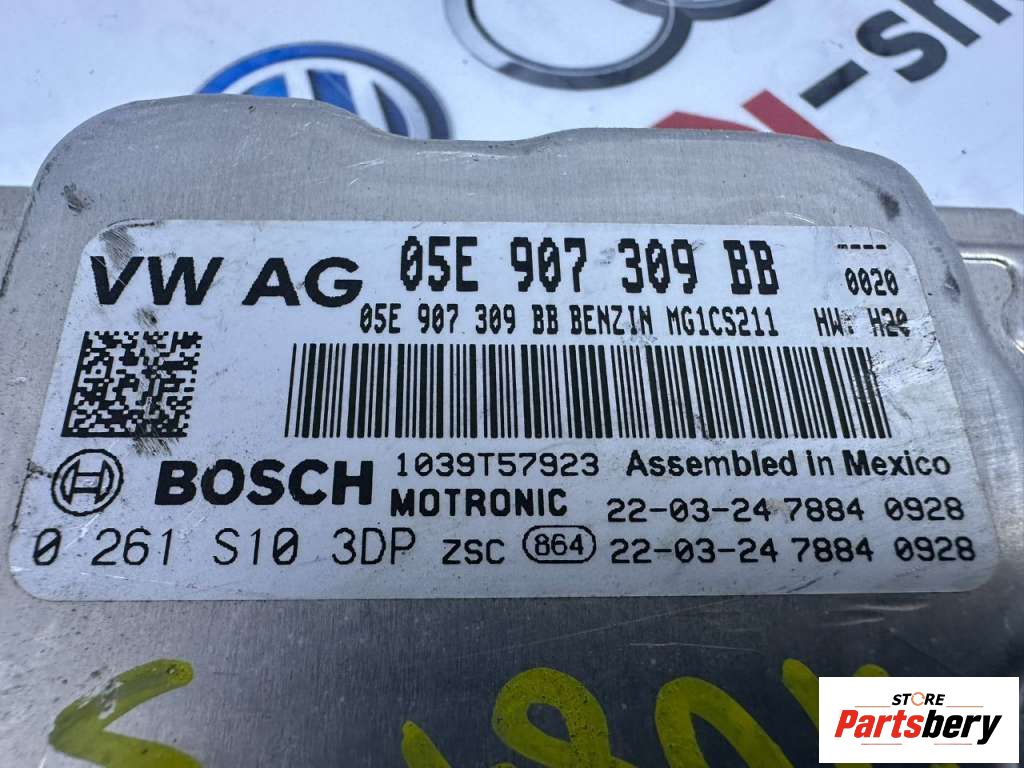 -sh
VW AG 05E 907 309 BB ----
0020
05E 907 309 BB BENZIN MG1CS211 HW: H20
BOSCH 1039T57923 Assembled in Mexico
MOTRONIC 22-03-24 7884 0928
0 261 S10 3DP ZSC 864 22-03-24 7884 0928
STORE
Partsbery